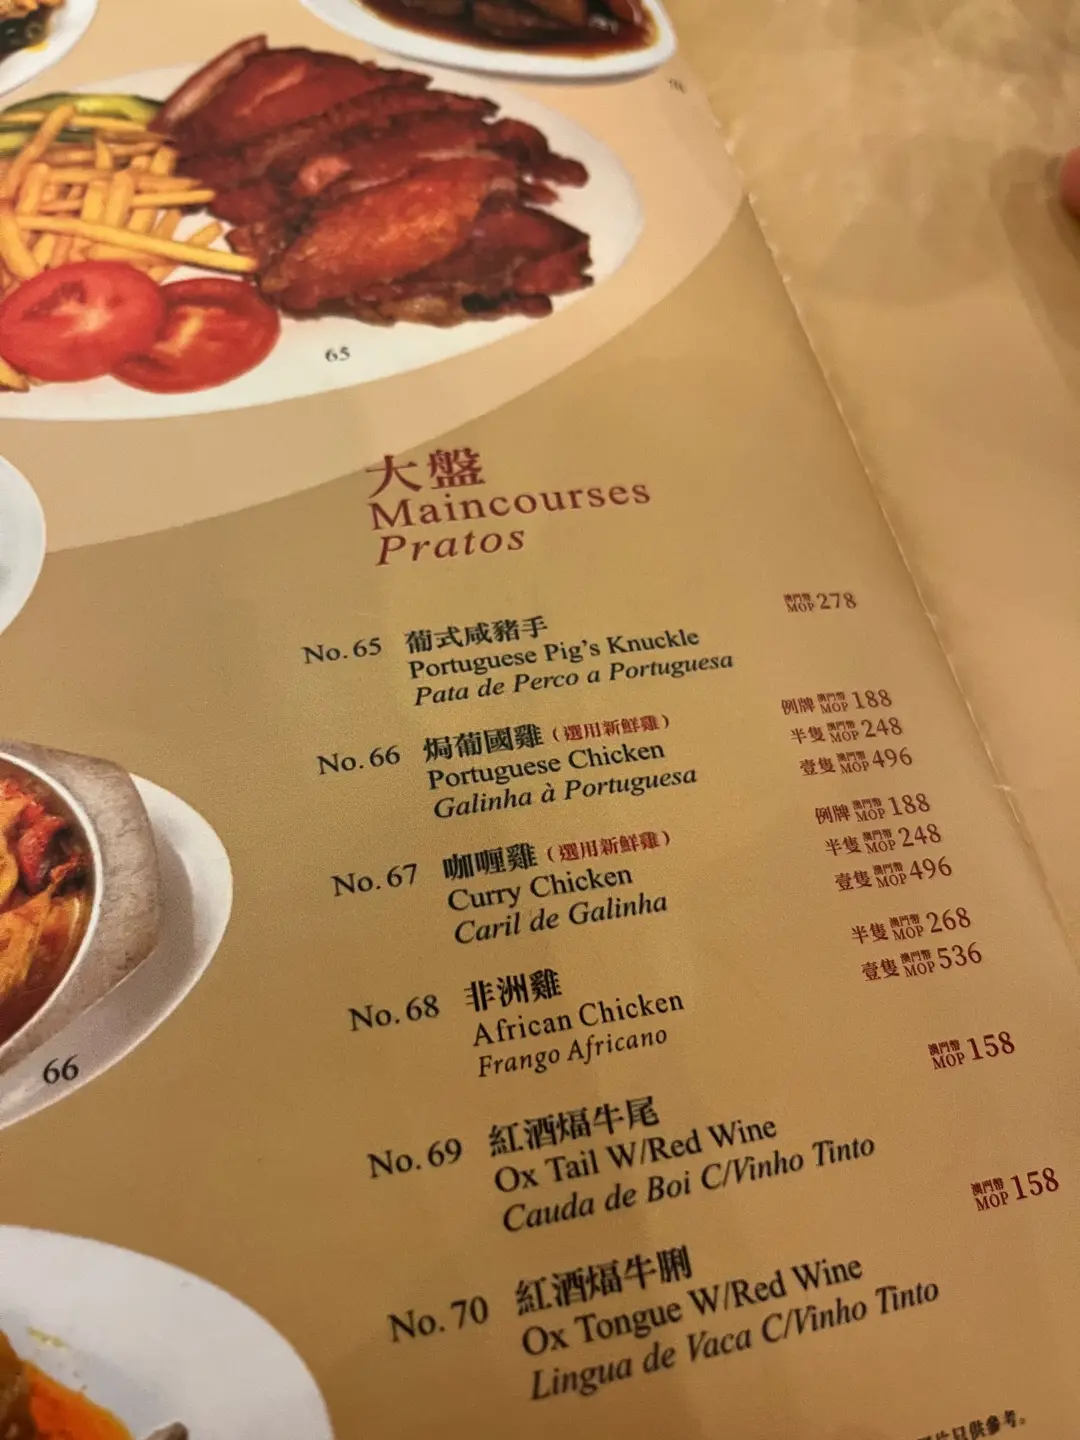 65
大盤
Maincourses
Pratos
No. 65 葡式咸豬手 澳門幣 MOP 278
Portuguese Pig's Knuckle
Pata de Perco a Portuguesa
No. 66 焗葡國雞 (選用新鮮雞) 例牌 澳門幣 MOP 188
Portuguese Chicken 半隻 澳門幣 MOP 248
Galinha à Portuguesa 壹隻 澳門幣 MOP 496
No. 67 咖喱雞 (選用新鮮雞) 例牌 澳門幣 MOP 188
Curry Chicken 半隻 澳門幣 MOP 248
Caril de Galinha 壹隻 澳門幣 MOP 496
No. 68 非洲雞 半隻 澳門幣 MOP 268
African Chicken 壹隻 澳門幣 MOP 536
Frango Africano
66
No. 69 紅酒煏牛尾 澳門幣 MOP 158
Ox Tail W/Red Wine
Cauda de Boi C/Vinho Tinto
No. 70 紅酒煏牛脷 澳門幣 MOP 158
Ox Tongue W/Red Wine
Lingua de Vaca C/Vinho Tinto
只供參考。